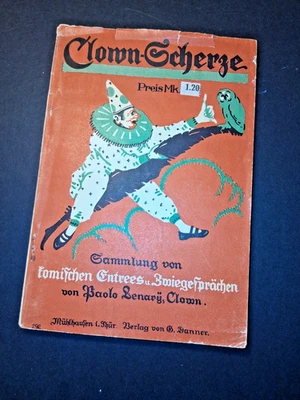 Clown-Scherze
Preis Mk. 1.20
Sammlung von
komischen Entrees u. Zwiegesprächen
von Paolo Lenarÿ, Clown.
Mühlhausen i. Thür. Verlag von G. Danner.